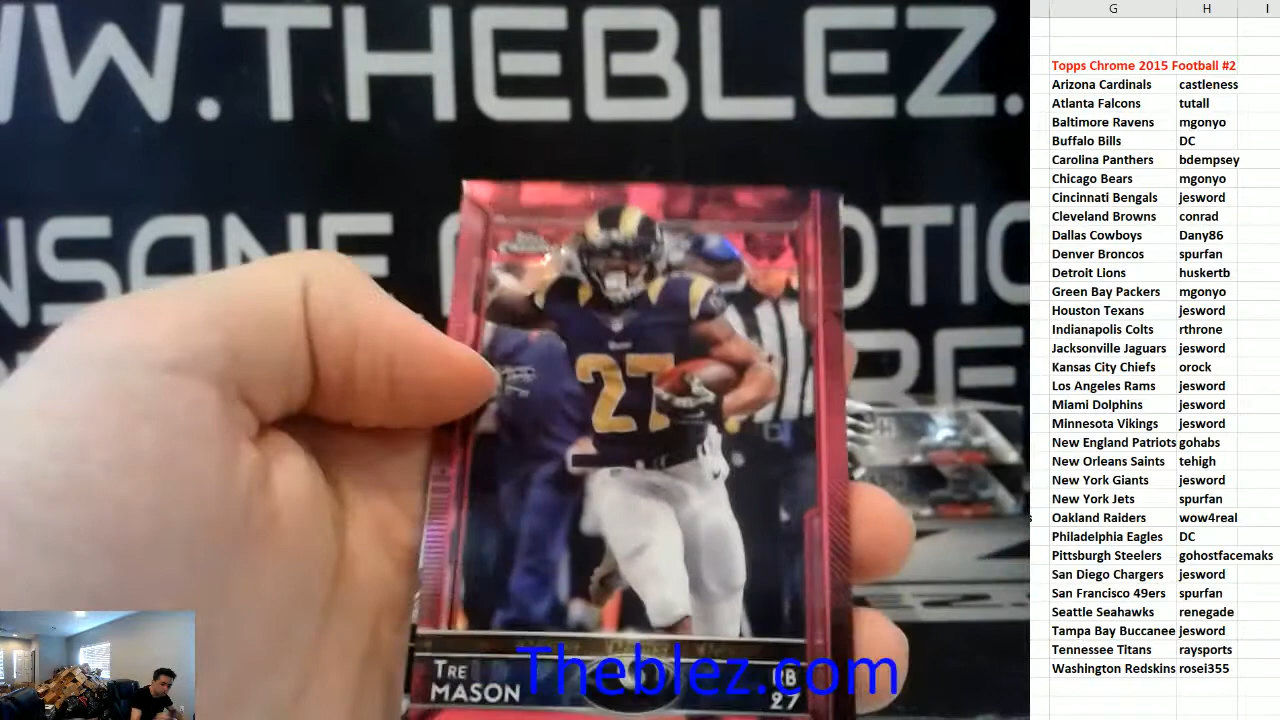 WW.THEBLEZ.
NSANE
OTIC
RE
27
TRE
MASON
RB
27
Theblez.com
G H I
Topps Chrome 2015 Football #2
Arizona Cardinals castleness
Atlanta Falcons tutall
Baltimore Ravens mgonyo
Buffalo Bills DC
Carolina Panthers bdempsey
Chicago Bears mgonyo
Cincinnati Bengals jesword
Cleveland Browns conrad
Dallas Cowboys Dany86
Denver Broncos spurfan
Detroit Lions huskertb
Green Bay Packers mgonyo
Houston Texans jesword
Indianapolis Colts rthrone
Jacksonville Jaguars jesword
Kansas City Chiefs orock
Los Angeles Rams jesword
Miami Dolphins jesword
Minnesota Vikings jesword
New England Patriots gohabs
New Orleans Saints tehigh
New York Giants jesword
New York Jets spurfan
Oakland Raiders wow4real
Philadelphia Eagles DC
Pittsburgh Steelers gohostfacemaks
San Diego Chargers jesword
San Francisco 49ers spurfan
Seattle Seahawks renegade
Tampa Bay Buccanee jesword
Tennessee Titans raysports
Washington Redskins rosei355